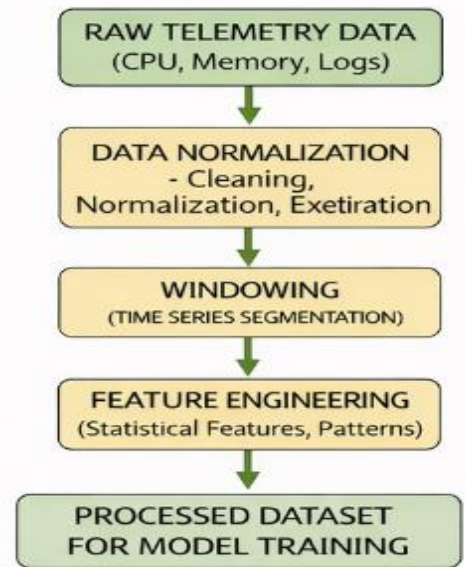 RAW TELEMETRY DATA
(CPU, Memory, Logs)
DATA NORMALIZATION
- Cleaning,
Normalization, Exetiration
WINDOWING
(TIME SERIES SEGMENTATION)
FEATURE ENGINEERING
(Statistical Features, Patterns)
PROCESSED DATASET
FOR MODEL TRAINING